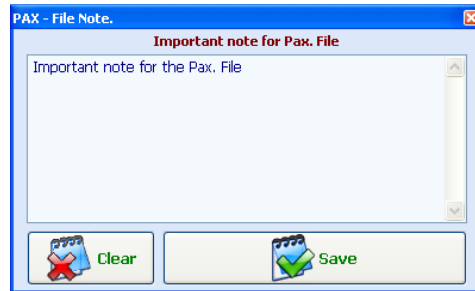 PAX - File Note.
Important note for Pax. File
Important note for the Pax. File
Clear
Save